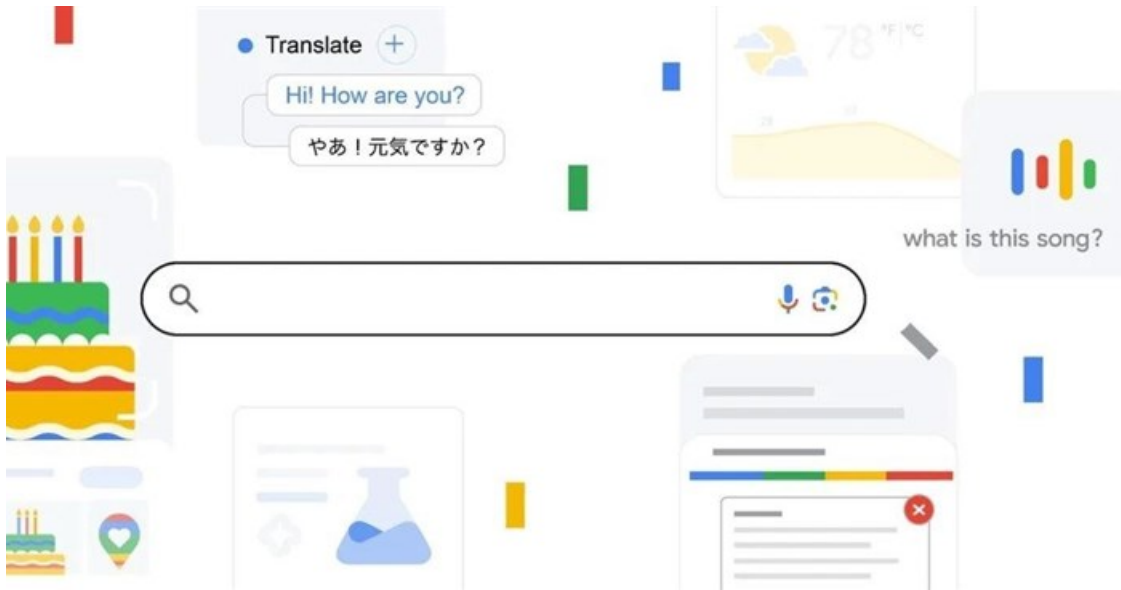 Translate
Hi! How are you?
やあ！元気ですか？
78 °F|°C
what is this song?